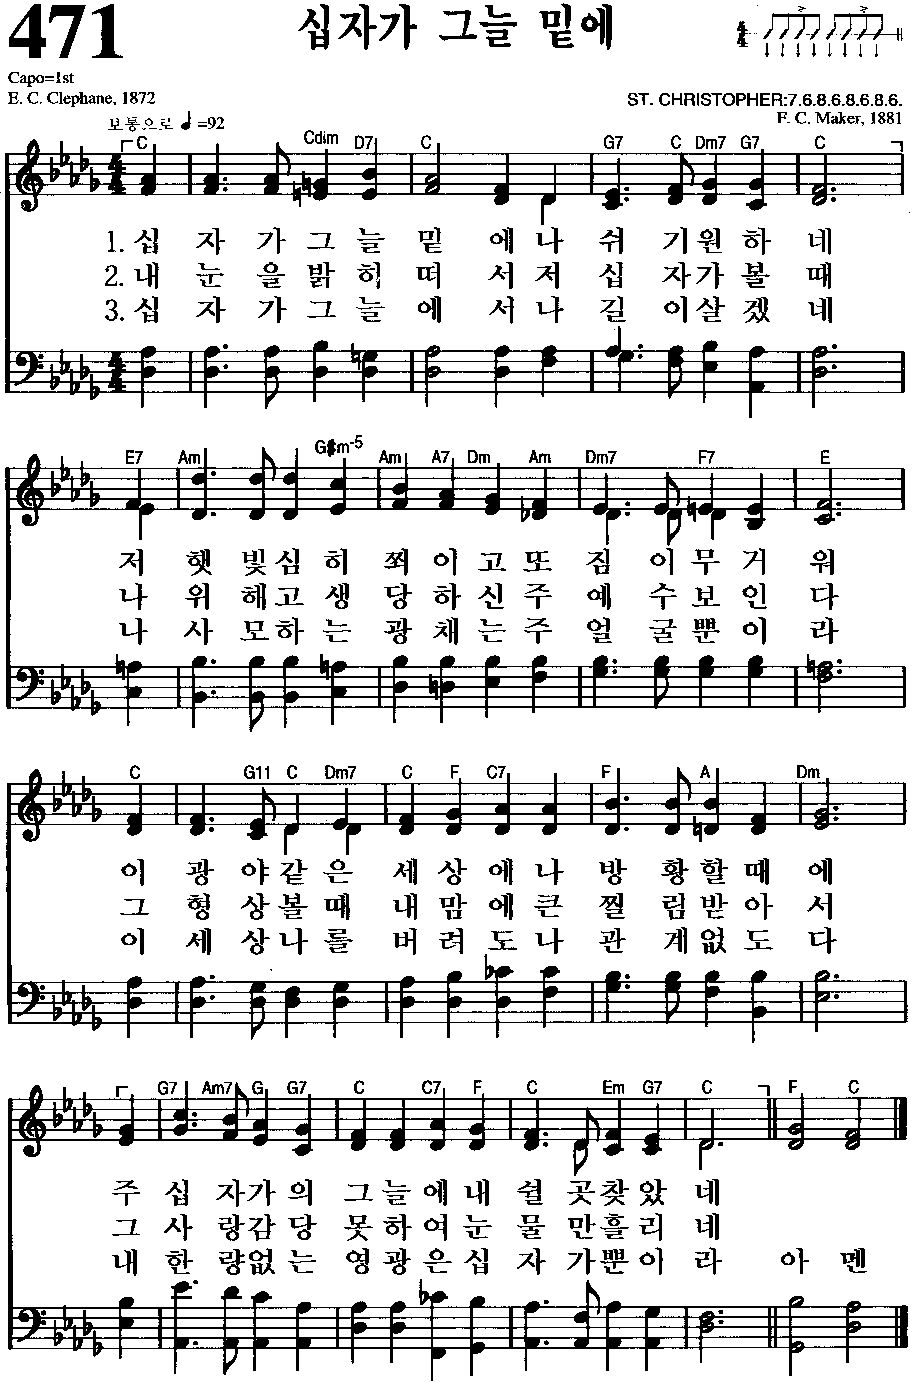 471
십자가 그늘 밑에
4 4
Capo=1st
E. C. Clephane, 1872
ST. CHRISTOPHER:7.6.8.6.8.6.8.6.
F. C. Maker, 1881
보통으로 ♩=92
C Cdim D7 C G7 C Dm7 G7 C
1. 십 자 가 그 늘 밑 에 나 쉬 기 원 하 네
2. 내 눈 을 밝 히 떠 서 저 십 자 가 볼 때
3. 십 자 가 그 늘 에 서 나 길 이 살 겠 네
E7 Am G#m-5 Am A7 Dm Am Dm7 F7 E
저 햇 빛 심 히 쬐 이 고 또 짐 이 무 거 워
나 위 해 고 생 당 하 신 주 예 수 보 인 다
나 사 모 하 는 광 채 는 주 얼 굴 뿐 이 라
C G11 C Dm7 C F C7 F A Dm
이 광 야 같 은 세 상 에 나 방 황 할 때 에
그 형 상 볼 때 내 맘 에 큰 찔 림 받 아 서
이 세 상 나 를 버 려 도 나 관 계 없 도 다
G7 Am7 G G7 C C7 F C Em G7 C F C
주 십 자 가 의 그 늘 에 내 쉴 곳 찾 았 네
그 사 랑 감 당 못 하 여 눈 물 만 흘 리 네
내 한 량 없 는 영 광 은 십 자 가 뿐 이 라 아 멘